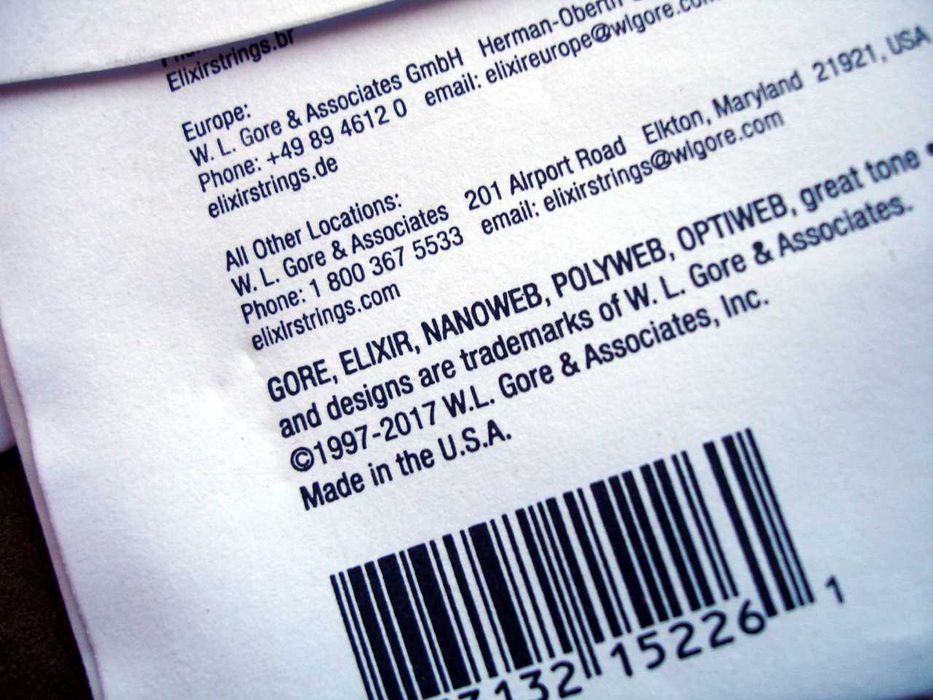 Elixirstrings.br
Europe:
W. L. Gore & Associates GmbH Herman-Oberth
Phone: +49 89 4612 0 email: elixireurope@wlgore.com
elixirstrings.de
All Other Locations:
W. L. Gore & Associates 201 Airport Road Elkton, Maryland 21921, USA
Phone: 1 800 367 5533 email: elixirstrings@wlgore.com
elixirstrings.com
GORE, ELIXIR, NANOWEB, POLYWEB, OPTIWEB, great tone •
and designs are trademarks of W. L. Gore & Associates.
©1997-2017 W.L. Gore & Associates, Inc.
Made in the U.S.A.
3132 15226 1